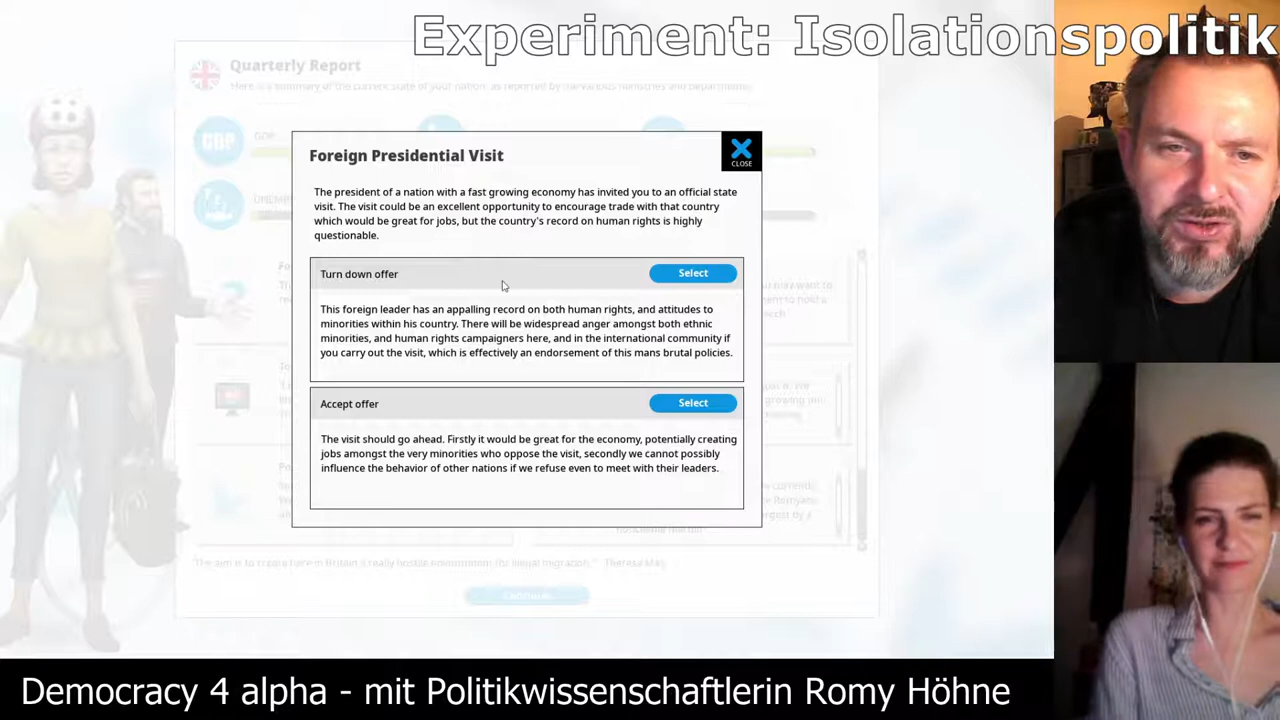 Experiment: Isolationspolitik
Quarterly Report
Foreign Presidential Visit
CLOSE
The president of a nation with a fast growing economy has invited you to an official state
visit. The visit could be an excellent opportunity to encourage trade with that country
which would be great for jobs, but the country's record on human rights is highly
questionable.
Turn down offer
Select
This foreign leader has an appalling record on both human rights, and attitudes to
minorities within his country. There will be widespread anger amongst both ethnic
minorities, and human rights campaigners here, and in the international community if
you carry out the visit, which is effectively an endorsement of this mans brutal policies.
Accept offer
Select
The visit should go ahead. Firstly it would be great for the economy, potentially creating
jobs amongst the very minorities who oppose the visit, secondly we cannot possibly
influence the behavior of other nations if we refuse even to meet with their leaders.
GDP
GDP
Democracy 4 alpha - mit Politikwissenschaftlerin Romy Höhne